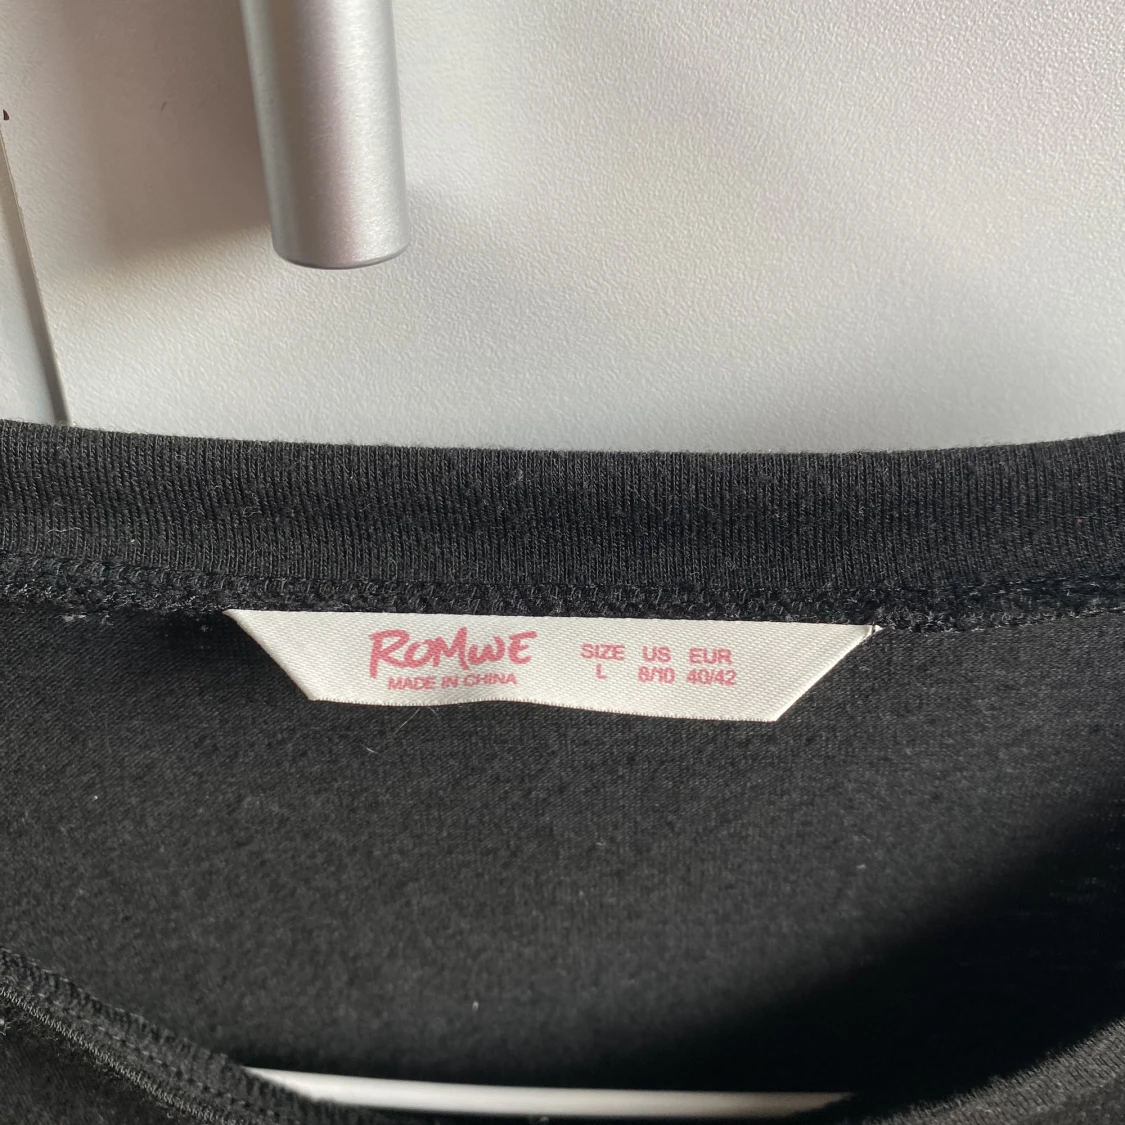 ROMWE
MADE IN CHINA
SIZE US EUR
L 8/10 40/42